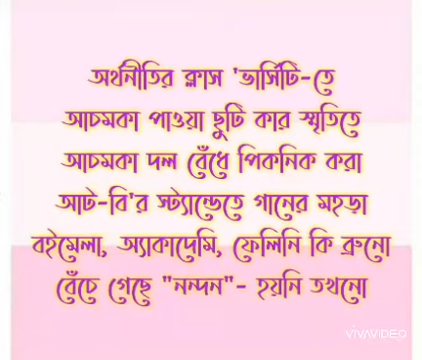 অর্থনীতির ক্লাস 'ভার্সিটি-তে
আচমকা পাওয়া ছুটি কার স্মৃতিতে
আচমকা দল বেঁধে পিকনিক করা
আট-বি'র স্ট্যান্ডেতে গানের মহড়া
বইমেলা, অ্যাকাদেমি, ফেলিনি কি ব্রুনো
বেঁচে গেছে "নন্দন"- হয়নি তখনো
VIVAVIDEO